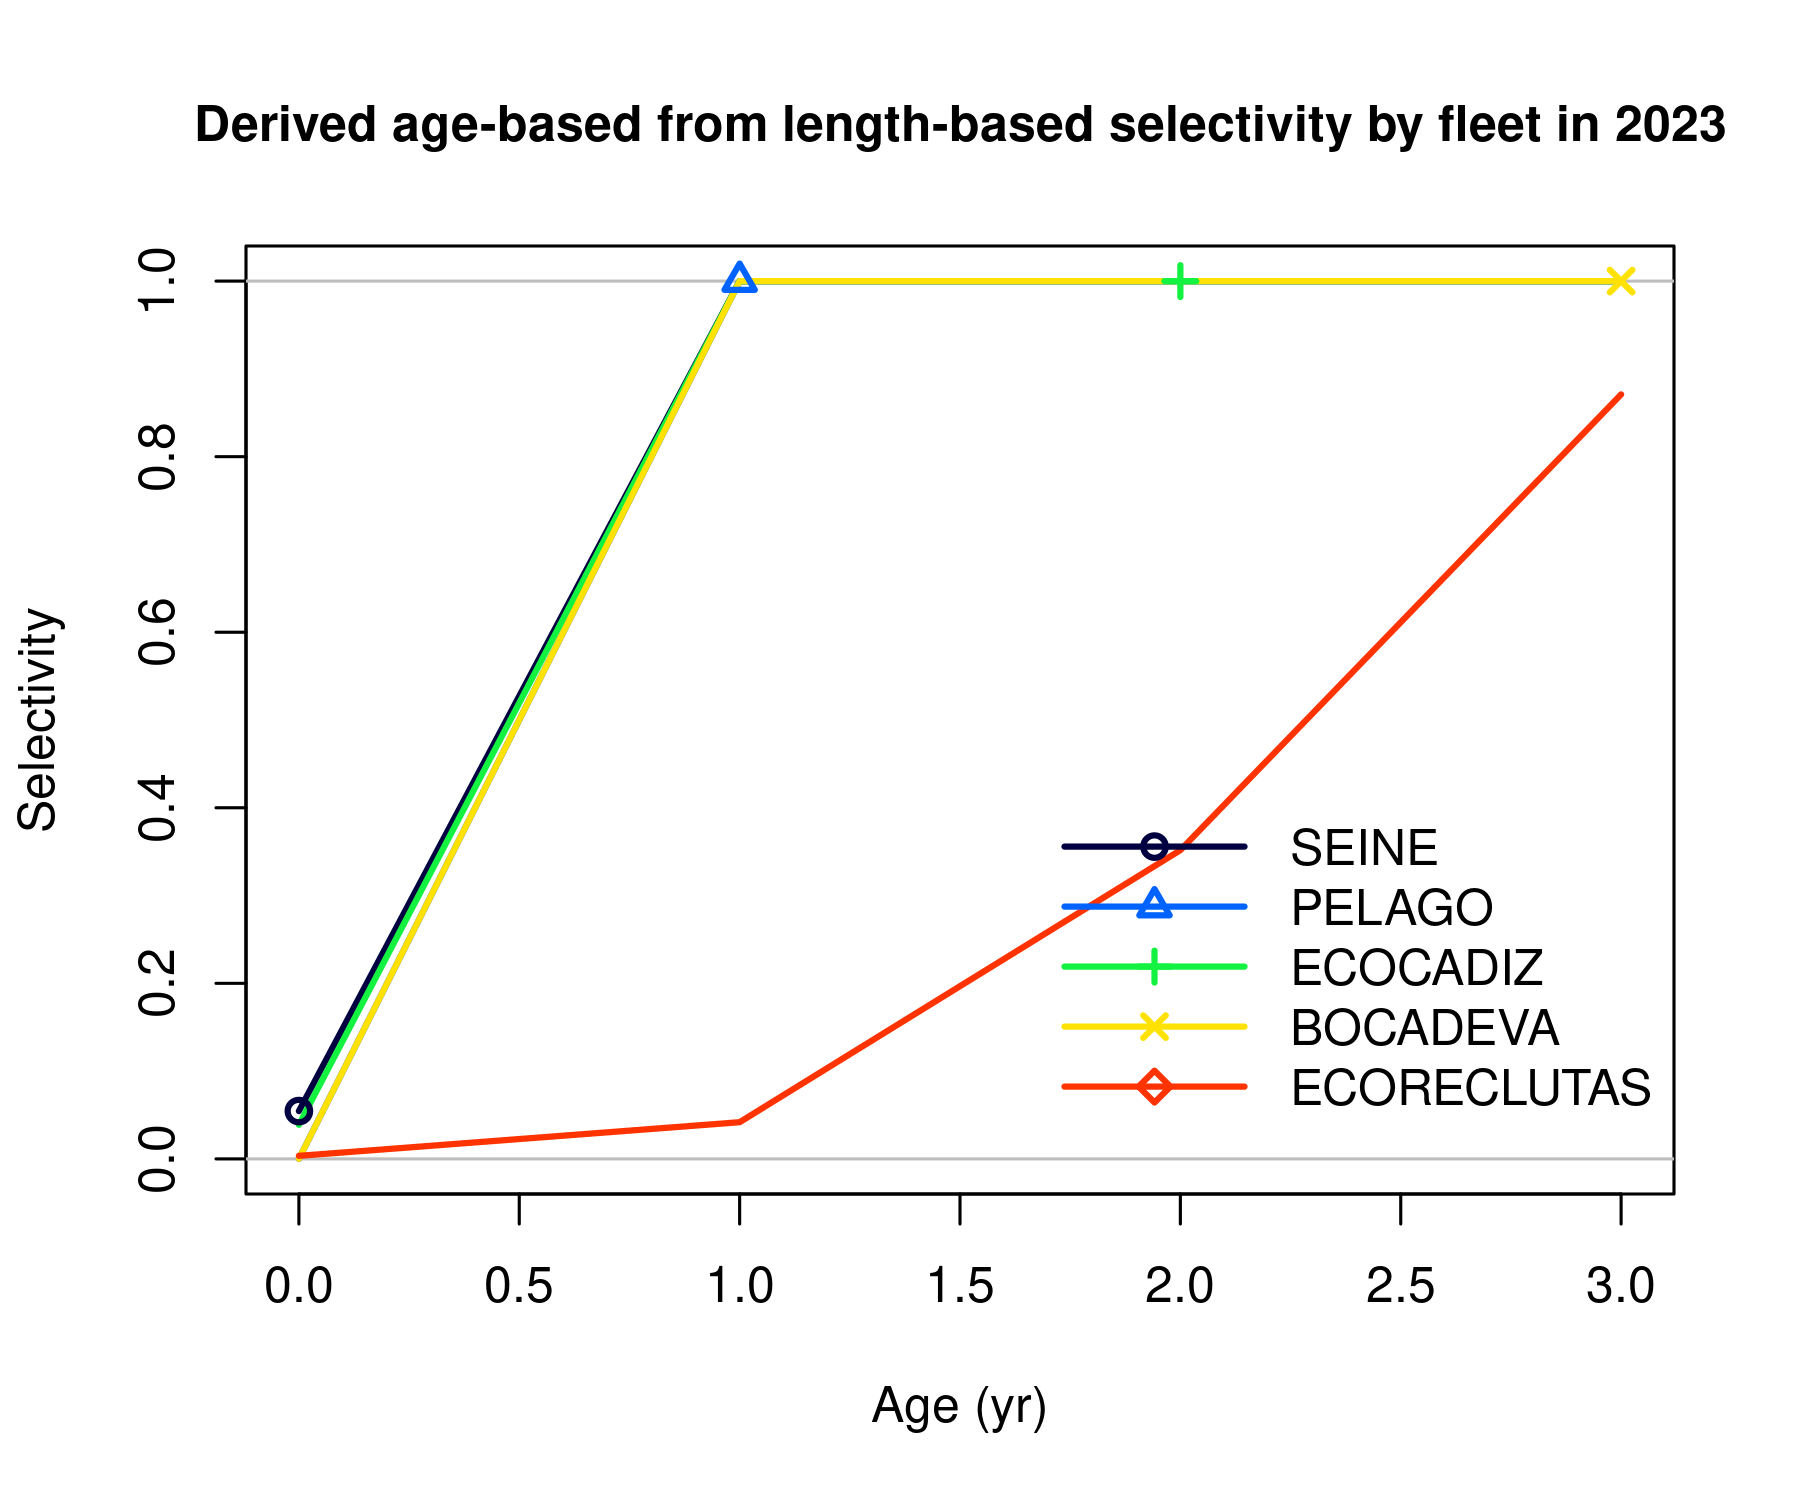 Derived age-based from length-based selectivity by fleet in 2023
Selectivity
1.0
0.8
0.6
0.4
0.2
0.0
SEINE
PELAGO
ECOCADIZ
BOCADEVA
ECORECLUTAS
0.0 0.5 1.0 1.5 2.0 2.5 3.0
Age (yr)